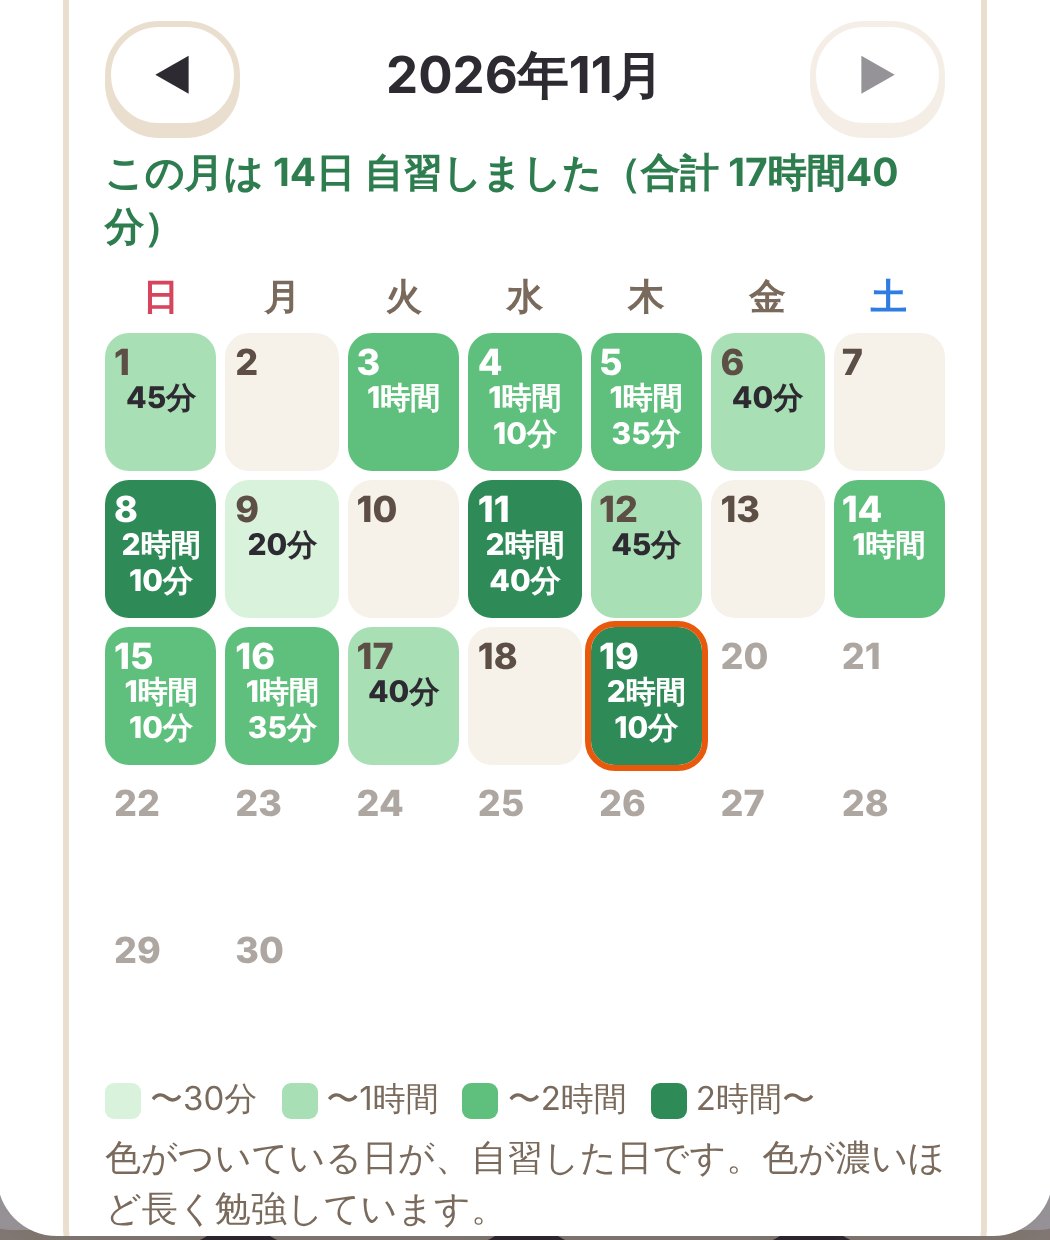 ◀ 2026年11月 ▶
この月は 14日 自習しました（合計 17時間40
分）
日 月 火 水 木 金 土
1 2 3 4 5 6 7
45分 1時間 1時間 1時間 40分
10分 35分
8 9 10 11 12 13 14
2時間 20分 2時間 45分 1時間
10分 40分
15 16 17 18 19 20 21
1時間 1時間 40分 2時間
10分 35分 10分
22 23 24 25 26 27 28
29 30
〜30分 〜1時間 〜2時間 2時間〜
色がついている日が、自習した日です。色が濃いほ
ど長く勉強しています。